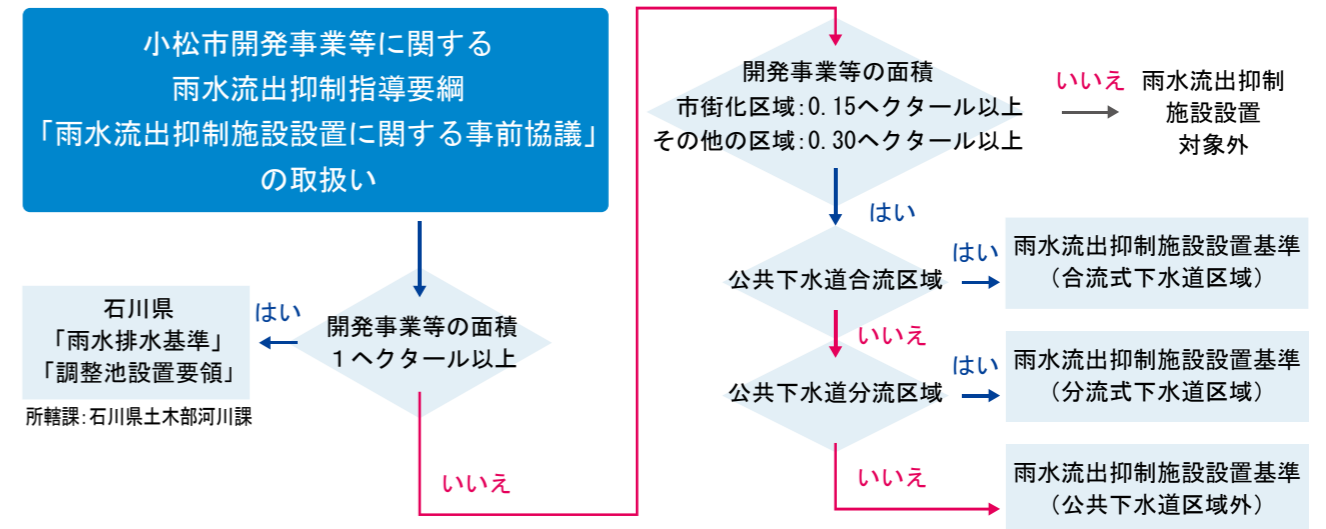 小松市開発事業等に関する
雨水流出抑制指導要綱
「雨水流出抑制施設設置に関する事前協議」
の取扱い
開発事業等の面積
1ヘクタール以上
はい
石川県
「雨水排水基準」
「調整池設置要領」
所轄課:石川県土木部河川課
いいえ
開発事業等の面積
市街化区域:0.15ヘクタール以上
その他の区域:0.30ヘクタール以上
いいえ
雨水流出抑制
施設設置
対象外
はい
公共下水道合流区域
はい
雨水流出抑制施設設置基準
(合流式下水道区域)
いいえ
公共下水道分流区域
はい
雨水流出抑制施設設置基準
(分流式下水道区域)
いいえ
雨水流出抑制施設設置基準
(公共下水道区域外)